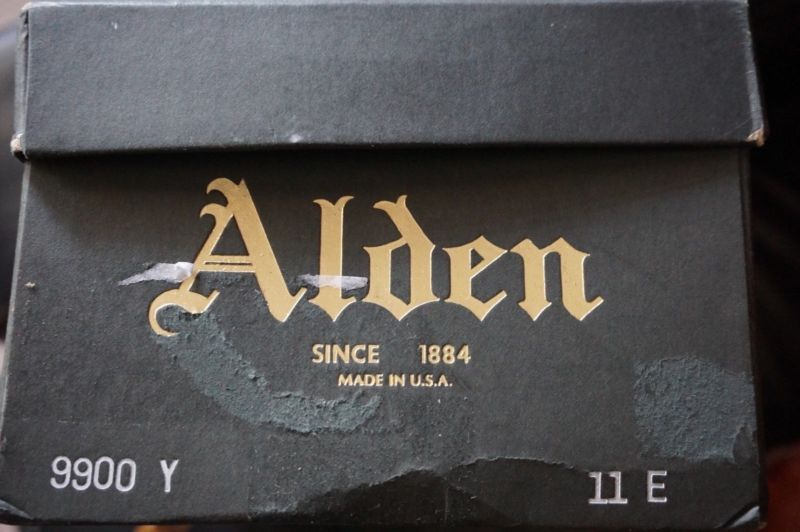 Alden
SINCE 1884
MADE IN U.S.A.
9900 Y 11 E